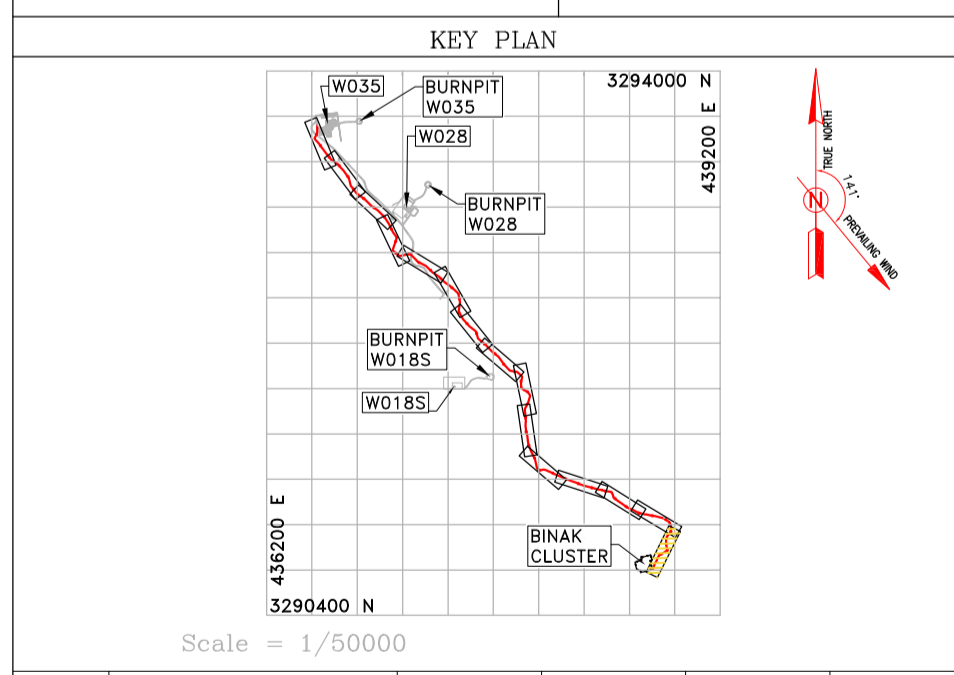 KEY PLAN
3294000 N
W035
BURNPIT
W035
439200 E
W028
TRUE NORTH
141°
N
PREVAILING WIND
BURNPIT
W028
BURNPIT
W018S
W018S
436200 E
BINAK
CLUSTER
3290400 N
Scale = 1/50000